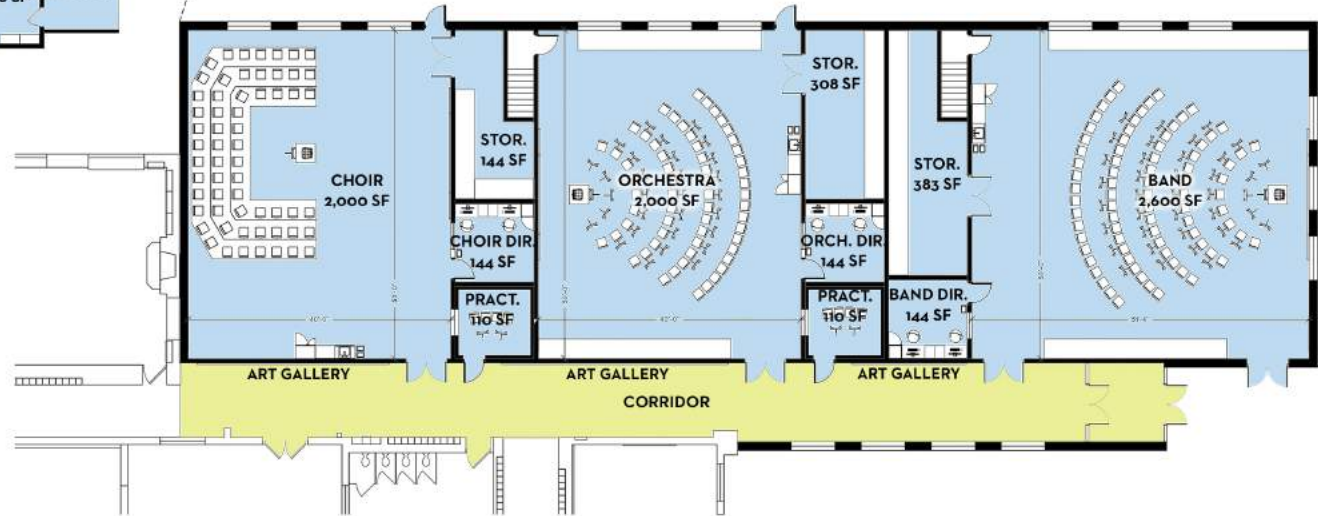 STOR.
308 SF
STOR.
144 SF
STOR.
383 SF
CHOIR
2,000 SF
ORCHESTRA
2,000 SF
BAND
2,600 SF
CHOIR DIR.
144 SF
ORCH. DIR.
144 SF
PRACT.
110 SF
PRACT.
110 SF
BAND DIR.
144 SF
ART GALLERY
ART GALLERY
ART GALLERY
CORRIDOR